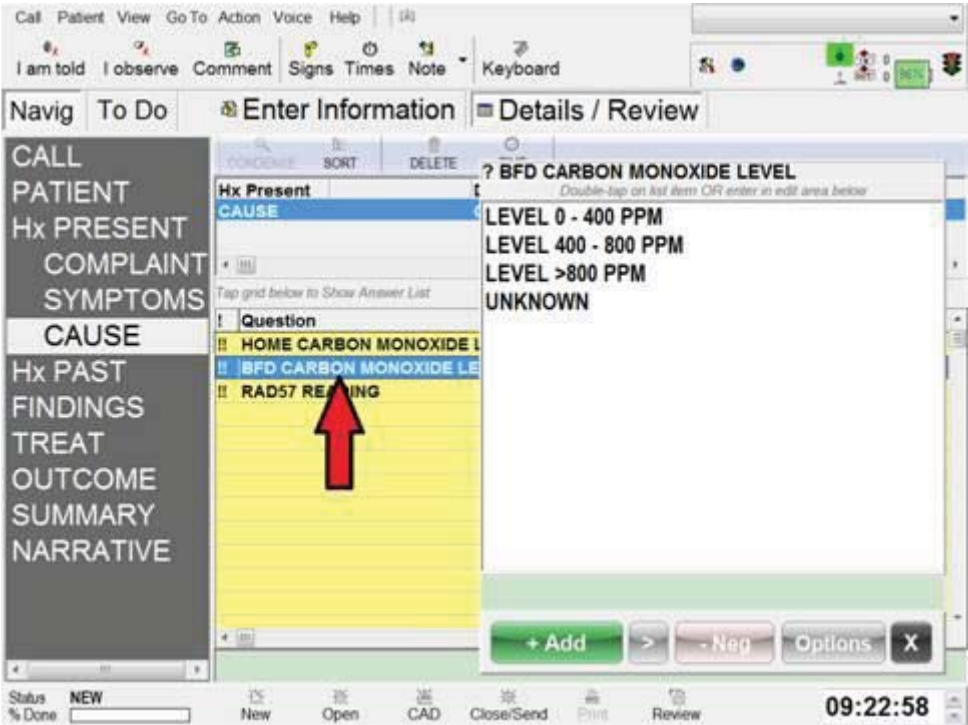 Call Patient View Go To Action Voice Help
I am told I observe Comment Signs Times Note Keyboard
96%
Navig To Do Enter Information Details / Review
CALL
PATIENT
Hx PRESENT
COMPLAINT
SYMPTOMS
CAUSE
Hx PAST
FINDINGS
TREAT
OUTCOME
SUMMARY
NARRATIVE
CONDENSE SORT DELETE
Hx Present
CAUSE
Tap grid below to Show Answer List
! Question
!! HOME CARBON MONOXIDE L
!! BFD CARBON MONOXIDE LE
!! RAD57 READING
? BFD CARBON MONOXIDE LEVEL
Double-tap on list item OR enter in edit area below
LEVEL 0 - 400 PPM
LEVEL 400 - 800 PPM
LEVEL >800 PPM
UNKNOWN
+ Add > - Neg Options X
Status NEW
% Done
New Open CAD Close/Send Print Review
09:22:58